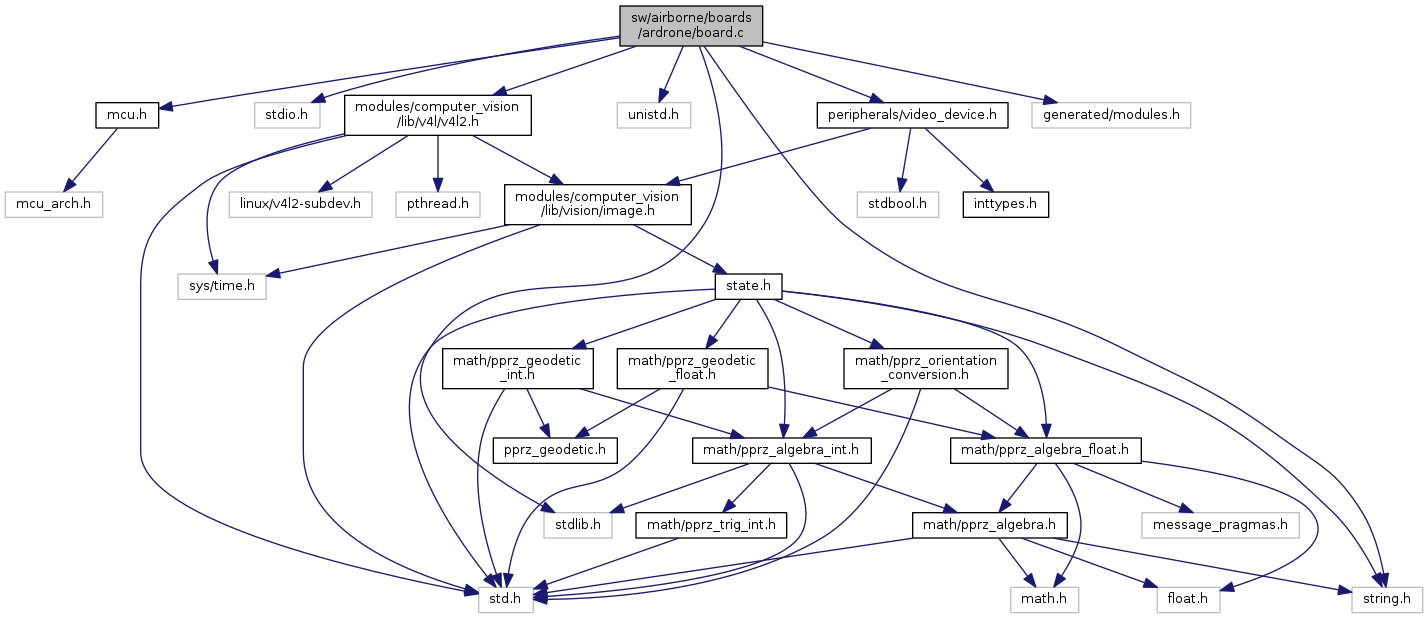 sw/airborne/boards
/ardrone/board.c
mcu.h
stdio.h
modules/computer_vision
/lib/v4l/v4l2.h
unistd.h
peripherals/video_device.h
generated/modules.h
mcu_arch.h
linux/v4l2-subdev.h
pthread.h
modules/computer_vision
/lib/vision/image.h
stdbool.h
inttypes.h
sys/time.h
state.h
math/pprz_geodetic
_int.h
math/pprz_geodetic
_float.h
math/pprz_orientation
_conversion.h
pprz_geodetic.h
math/pprz_algebra_int.h
math/pprz_algebra_float.h
stdlib.h
math/pprz_trig_int.h
math/pprz_algebra.h
message_pragmas.h
std.h
math.h
float.h
string.h